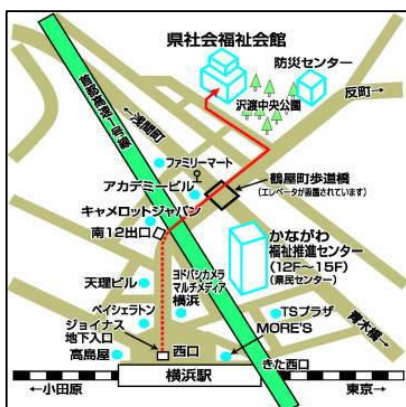 県社会福祉会館
防災センター
沢渡中央公園
反町→
首都高速一横羽線
←浅間町
ファミリーマート
アカデミービル
鶴屋町歩道橋
（エレベータが設置されています）
キャメロットジャパン
南12出口
かながわ
福祉推進センター
（12F～15F）
（県民センター）
天理ビル
ヨドバシカメラ
マルチメディア
横浜
ベイシェラトン
TSプラザ
ジョイナス
地下入口
MORE'S
青木橋→
高島屋
西口
きた西口
横浜駅
←小田原
東京→